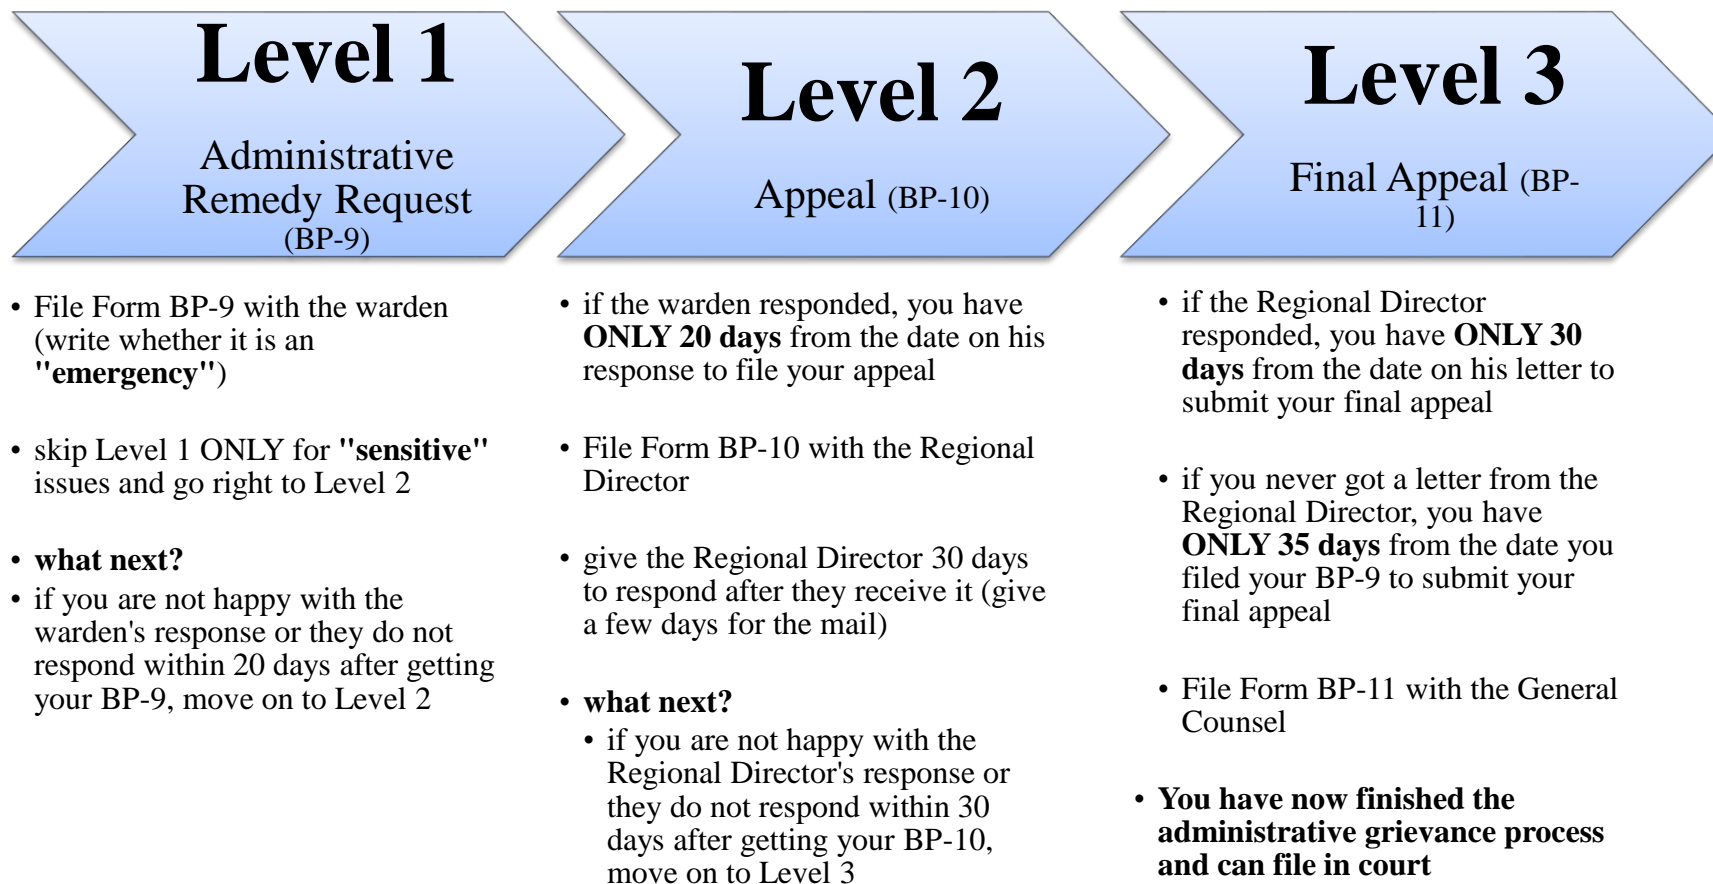 Level 1
Administrative
Remedy Request
(BP-9)
• File Form BP-9 with the warden
(write whether it is an
"emergency")
• skip Level 1 ONLY for "sensitive"
issues and go right to Level 2
• what next?
• if you are not happy with the
warden's response or they do not
respond within 20 days after getting
your BP-9, move on to Level 2
Level 2
Appeal (BP-10)
• if the warden responded, you have
ONLY 20 days from the date on his
response to file your appeal
• File Form BP-10 with the Regional
Director
• give the Regional Director 30 days
to respond after they receive it (give
a few days for the mail)
• what next?
• if you are not happy with the
Regional Director's response or
they do not respond within 30
days after getting your BP-10,
move on to Level 3
Level 3
Final Appeal (BP-
11)
• if the Regional Director
responded, you have ONLY 30
days from the date on his letter to
submit your final appeal
• if you never got a letter from the
Regional Director, you have
ONLY 35 days from the date you
filed your BP-9 to submit your
final appeal
• File Form BP-11 with the General
Counsel
• You have now finished the
administrative grievance process
and can file in court